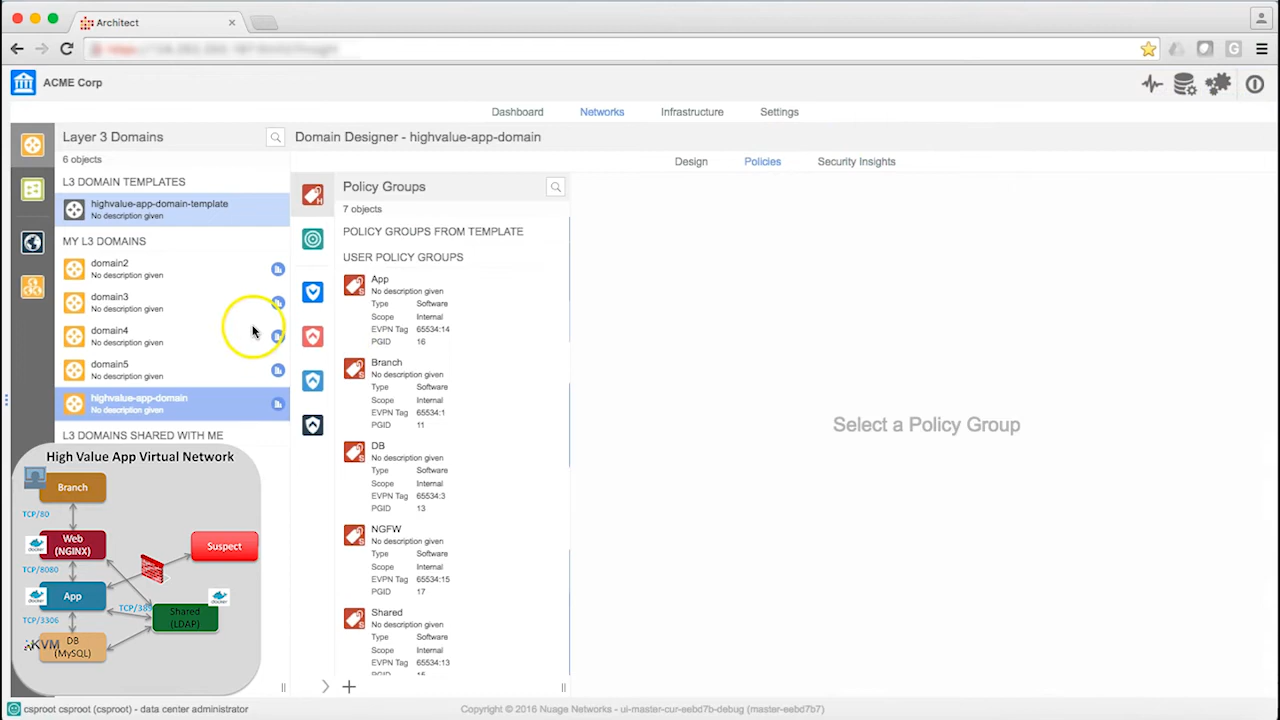 Architect
ACME Corp
Dashboard
Networks
Infrastructure
Settings
Layer 3 Domains
6 objects
L3 DOMAIN TEMPLATES
highvalue-app-domain-template
No description given
MY L3 DOMAINS
domain2
No description given
domain3
No description given
domain4
No description given
domain5
No description given
highvalue-app-domain
No description given
L3 DOMAINS SHARED WITH ME
Domain Designer - highvalue-app-domain
Design
Policies
Security Insights
Policy Groups
7 objects
POLICY GROUPS FROM TEMPLATE
USER POLICY GROUPS
App
No description given
Type Software
Scope Internal
EVPN Tag 65534:14
PGID 16
Branch
No description given
Type Software
Scope Internal
EVPN Tag 65534:1
PGID 11
DB
No description given
Type Software
Scope Internal
EVPN Tag 65534:3
PGID 13
NGFW
No description given
Type Software
Scope Internal
EVPN Tag 65534:15
PGID 17
Shared
No description given
Type Software
Scope Internal
EVPN Tag 65534:13
Select a Policy Group
High Value App Virtual Network
Branch
TCP/80
Web
(NGINX)
Suspect
TCP/8080
App
TCP/389
Shared
(LDAP)
TCP/3306
KVM
DB
(MySQL)
csproot csproot (csproot) - data center administrator
Copyright © 2016 Nuage Networks - ui-master-cur-eebd7b-debug (master-eebd7b7)